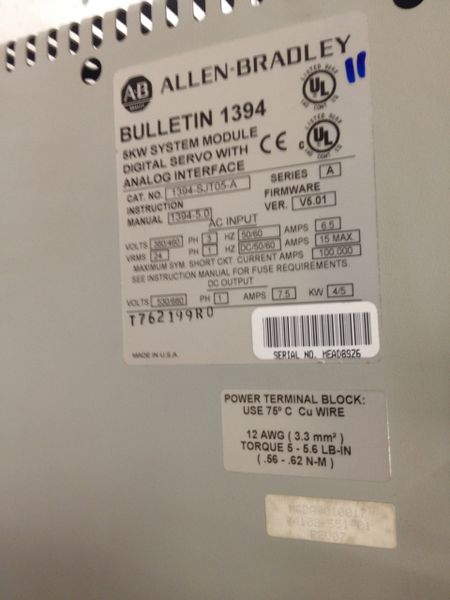 AB ALLEN-BRADLEY
11
BULLETIN 1394
5KW SYSTEM MODULE
DIGITAL SERVO WITH
ANALOG INTERFACE
CE
LISTED
UL
C UL
CAT. NO. 1394-SJT05-A SERIES A
INSTRUCTION MANUAL 1394-5.0 FIRMWARE VER. V5.01
AC INPUT
VOLTS 380/460 PH 3 HZ 50/60 AMPS 6.5
VRMS 24 PH 1 HZ DC/50/60 AMPS 15 MAX
MAXIMUM SYM. SHORT CKT. CURRENT AMPS 100,000
SEE INSTRUCTION MANUAL FOR FUSE REQUIREMENTS.
DC OUTPUT
VOLTS 530/680 PH 1 AMPS 7.5 KW 4/5
T762199R0
MADE IN U.S.A.
SERIAL NO. MEAD8SZ6
POWER TERMINAL BLOCK:
USE 75º C Cu WIRE
12 AWG ( 3.3 mm² )
TORQUE 5 - 5.6 LB-IN
( .56 - .62 N-M )